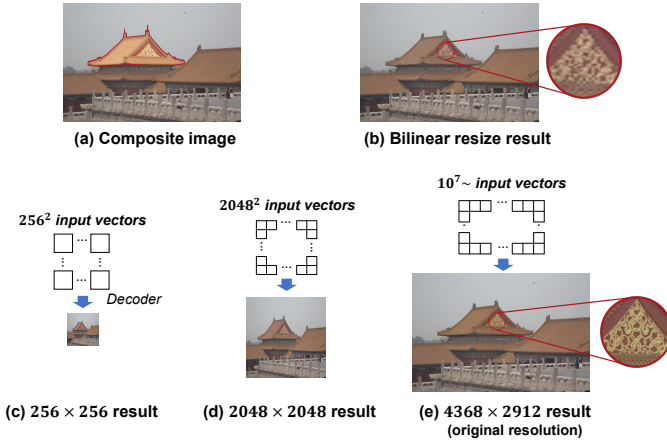 (a) Composite image
(b) Bilinear resize result
256² input vectors
2048² input vectors
10⁷~ input vectors
Decoder
(c) 256 × 256 result
(d) 2048 × 2048 result
(e) 4368 × 2912 result
(original resolution)